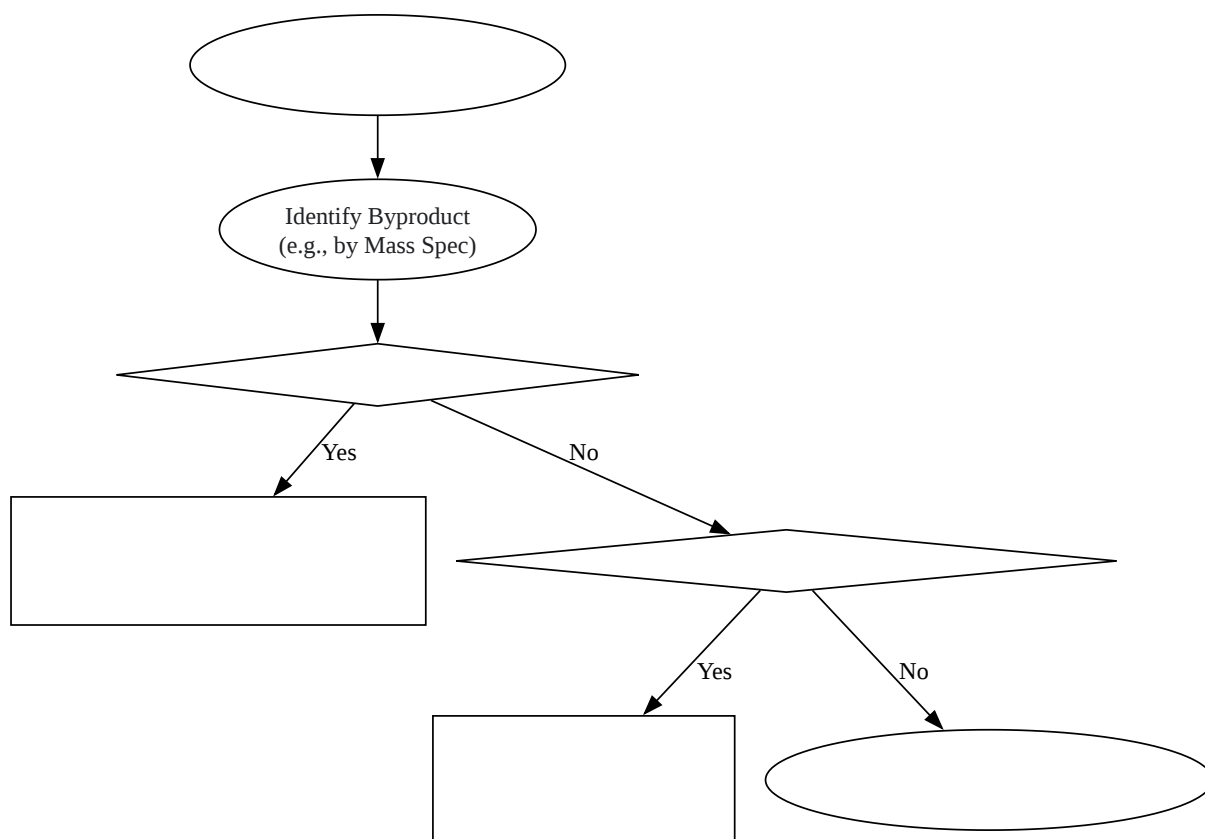 Identify Byproduct
(e.g., by Mass Spec)
Yes
No
Yes
No